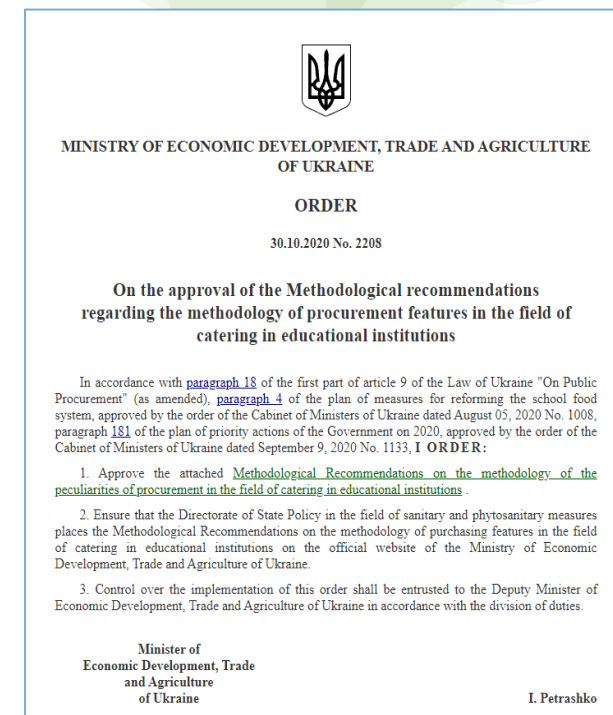 MINISTRY OF ECONOMIC DEVELOPMENT, TRADE AND AGRICULTURE
OF UKRAINE
ORDER
30.10.2020 No. 2208
On the approval of the Methodological recommendations
regarding the methodology of procurement features in the field of
catering in educational institutions
In accordance with paragraph 18 of the first part of article 9 of the Law of Ukraine "On Public
Procurement" (as amended), paragraph 4 of the plan of measures for reforming the school food
system, approved by the order of the Cabinet of Ministers of Ukraine dated August 05, 2020 No. 1008,
paragraph 181 of the plan of priority actions of the Government on 2020, approved by the order of the
Cabinet of Ministers of Ukraine dated September 9, 2020 No. 1133, I ORDER:
1. Approve the attached Methodological Recommendations on the methodology of the
peculiarities of procurement in the field of catering in educational institutions .
2. Ensure that the Directorate of State Policy in the field of sanitary and phytosanitary measures
places the Methodological Recommendations on the methodology of purchasing features in the field
of catering in educational institutions on the official website of the Ministry of Economic
Development, Trade and Agriculture of Ukraine.
3. Control over the implementation of this order shall be entrusted to the Deputy Minister of
Economic Development, Trade and Agriculture of Ukraine in accordance with the division of duties.
Minister of
Economic Development, Trade
and Agriculture
of Ukraine I. Petrashko